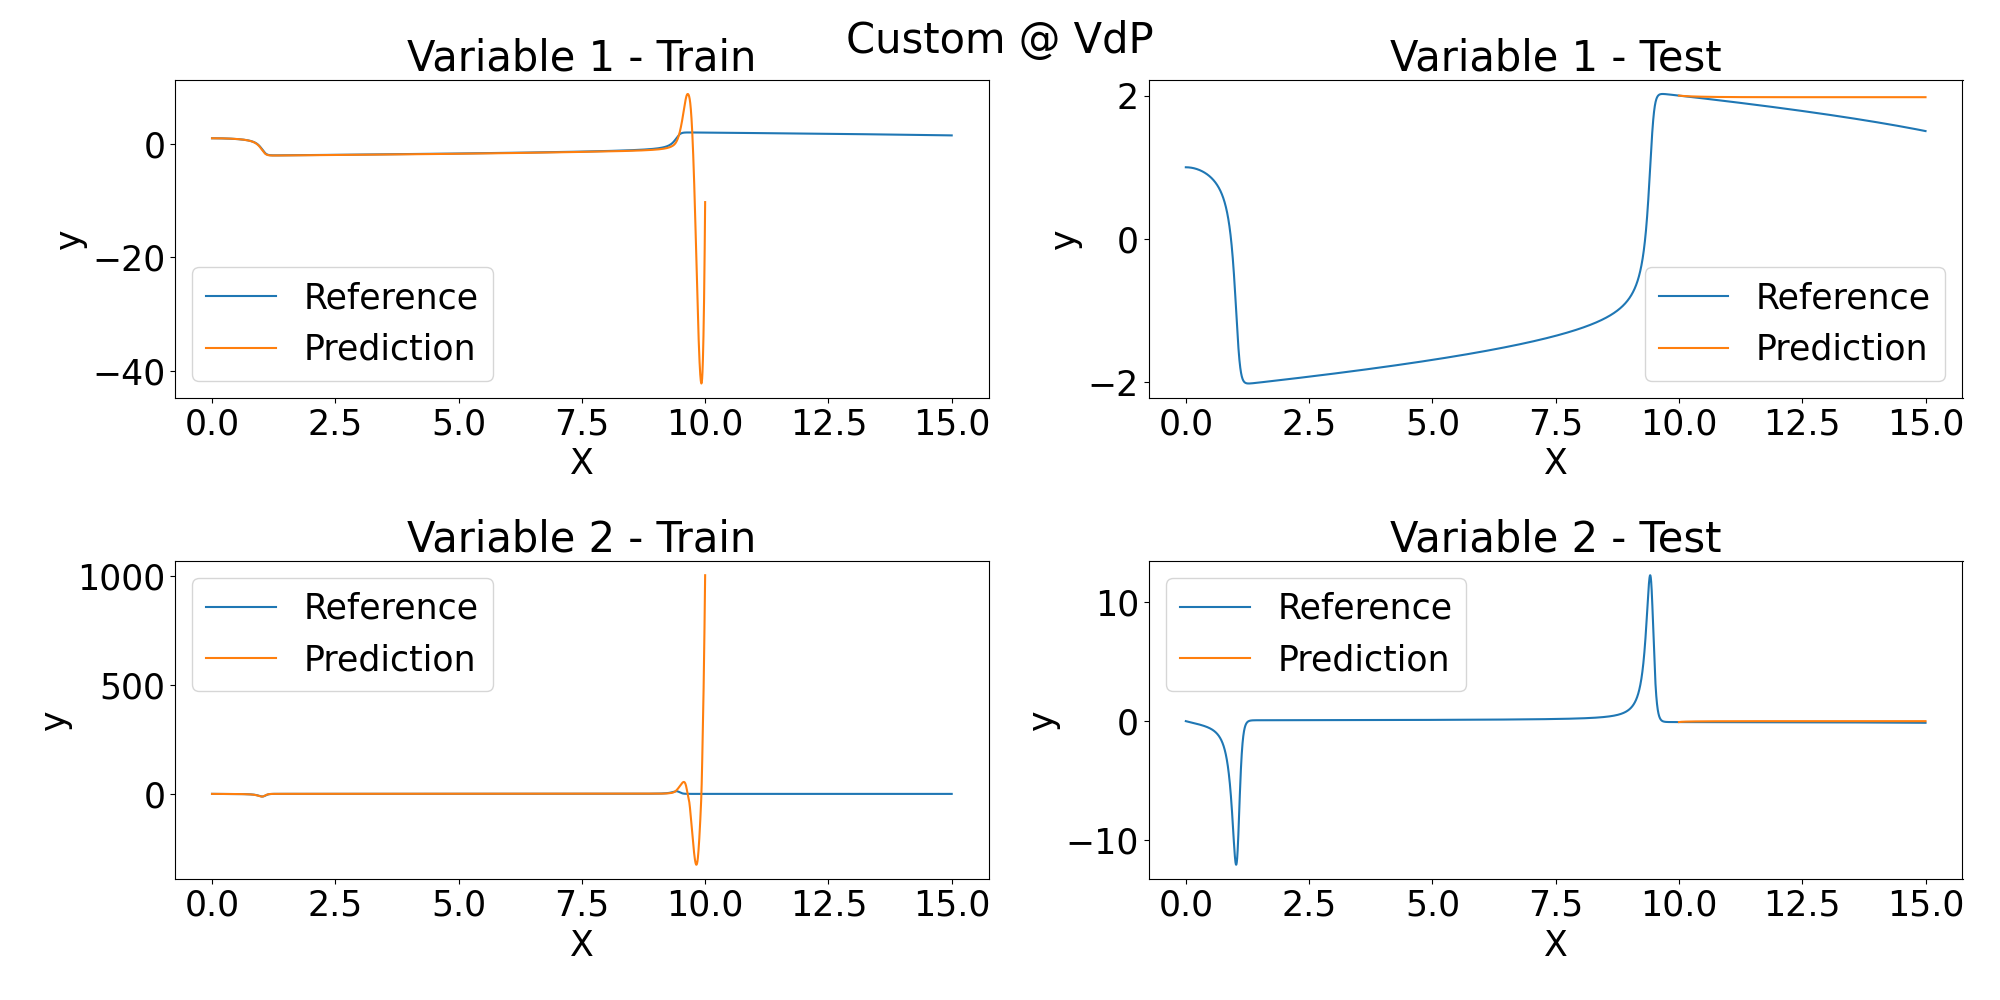 Custom @ VdP
Variable 1 - Train
y
0
−20
−40
Reference
Prediction
0.0 2.5 5.0 7.5 10.0 12.5 15.0
X
Variable 1 - Test
y
2
0
−2
Reference
Prediction
0.0 2.5 5.0 7.5 10.0 12.5 15.0
X
Variable 2 - Train
y
1000
500
0
Reference
Prediction
0.0 2.5 5.0 7.5 10.0 12.5 15.0
X
Variable 2 - Test
y
10
0
−10
Reference
Prediction
0.0 2.5 5.0 7.5 10.0 12.5 15.0
X